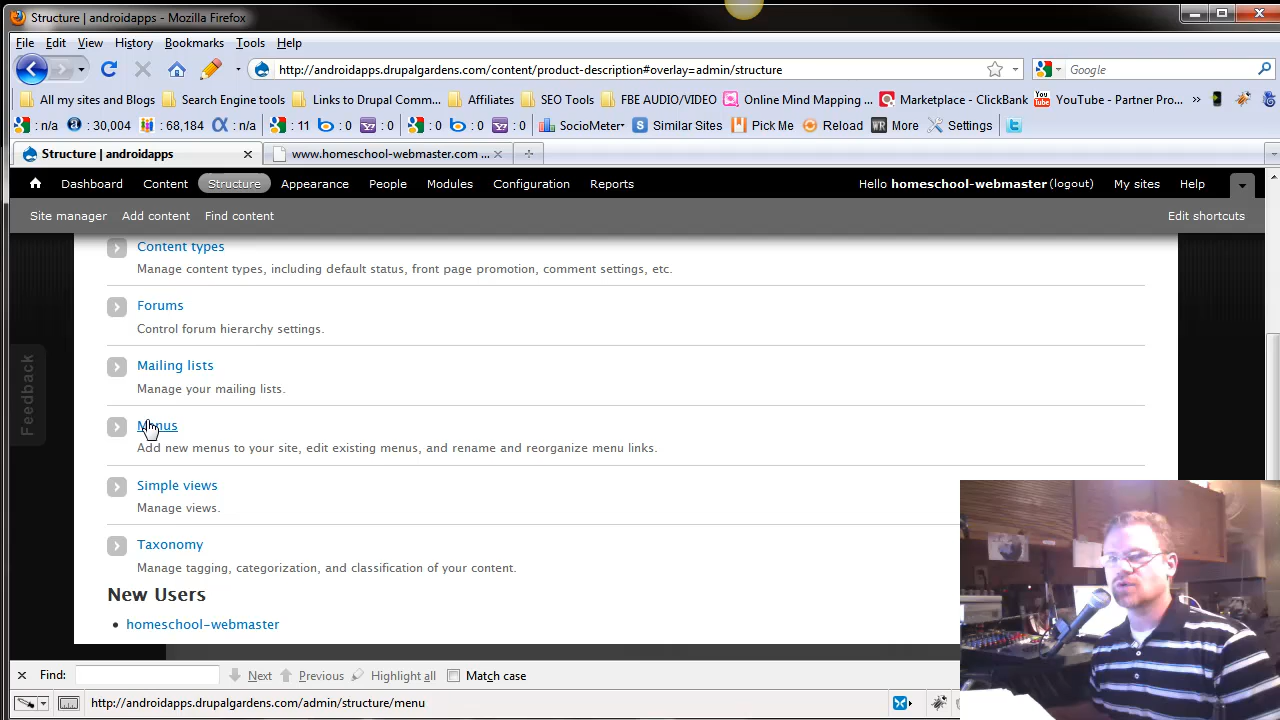 Structure | androidapps - Mozilla Firefox
File Edit View History Bookmarks Tools Help
http://androidapps.drupalgardens.com/content/product-description#overlay=admin/structure
Google
All my sites and Blogs Search Engine tools Links to Drupal Comm... Affiliates SEO Tools FBE AUDIO/VIDEO Online Mind Mapping ... Marketplace - ClickBank YouTube - Partner Pro... »
: n/a : 30,004 : 68,184 : n/a : 11 : 0 : 0 : 0 : 0 : 0 SocioMeter Similar Sites Pick Me Reload WR More Settings
Structure | androidapps www.homeschool-webmaster.com ...
Dashboard Content Structure Appearance People Modules Configuration Reports Hello homeschool-webmaster (logout) My sites Help
Site manager Add content Find content Edit shortcuts
Content types
Manage content types, including default status, front page promotion, comment settings, etc.
Forums
Control forum hierarchy settings.
Mailing lists
Manage your mailing lists.
Menus
Add new menus to your site, edit existing menus, and rename and reorganize menu links.
Simple views
Manage views.
Taxonomy
Manage tagging, categorization, and classification of your content.
New Users
• homeschool-webmaster
Feedback
Find: Next Previous Highlight all Match case
http://androidapps.drupalgardens.com/admin/structure/menu